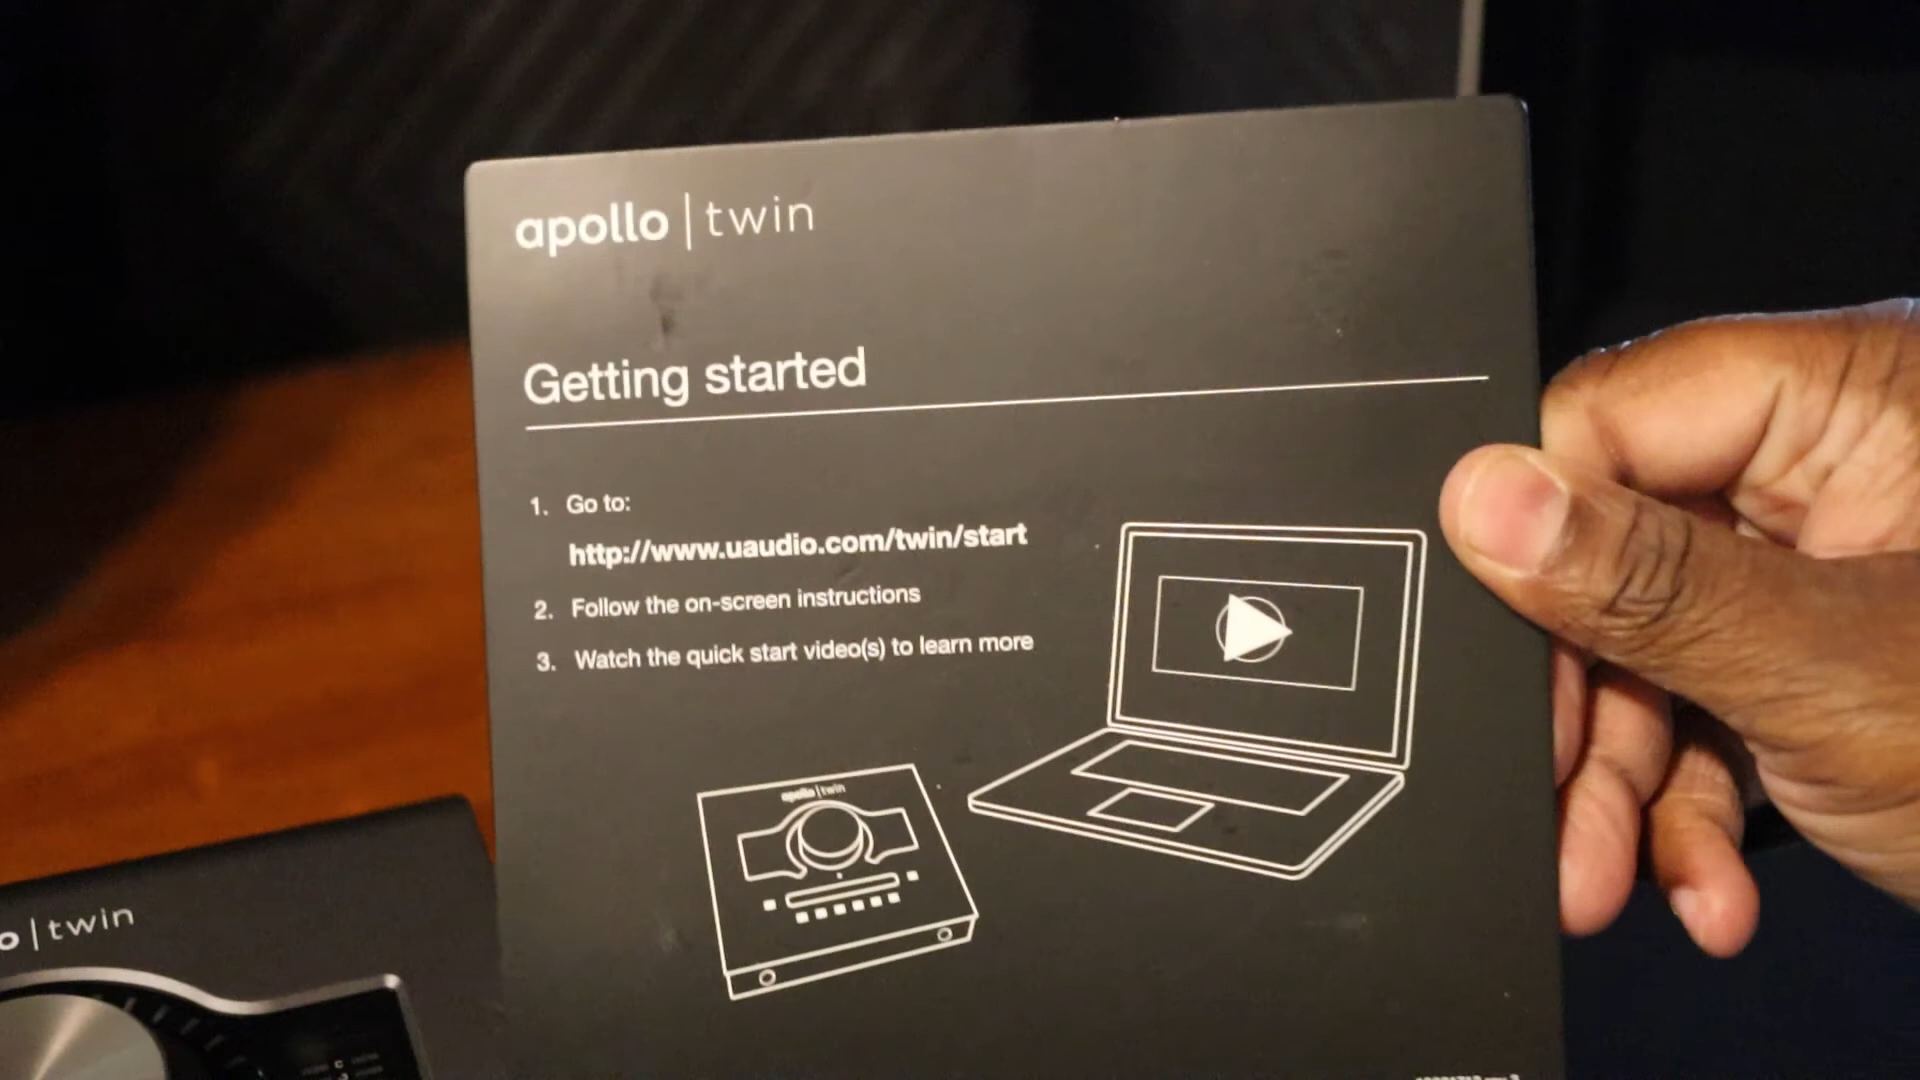 apollo | twin
Getting started
1. Go to:
http://www.uaudio.com/twin/start
2. Follow the on-screen instructions
3. Watch the quick start video(s) to learn more
apollo | twin
o | twin